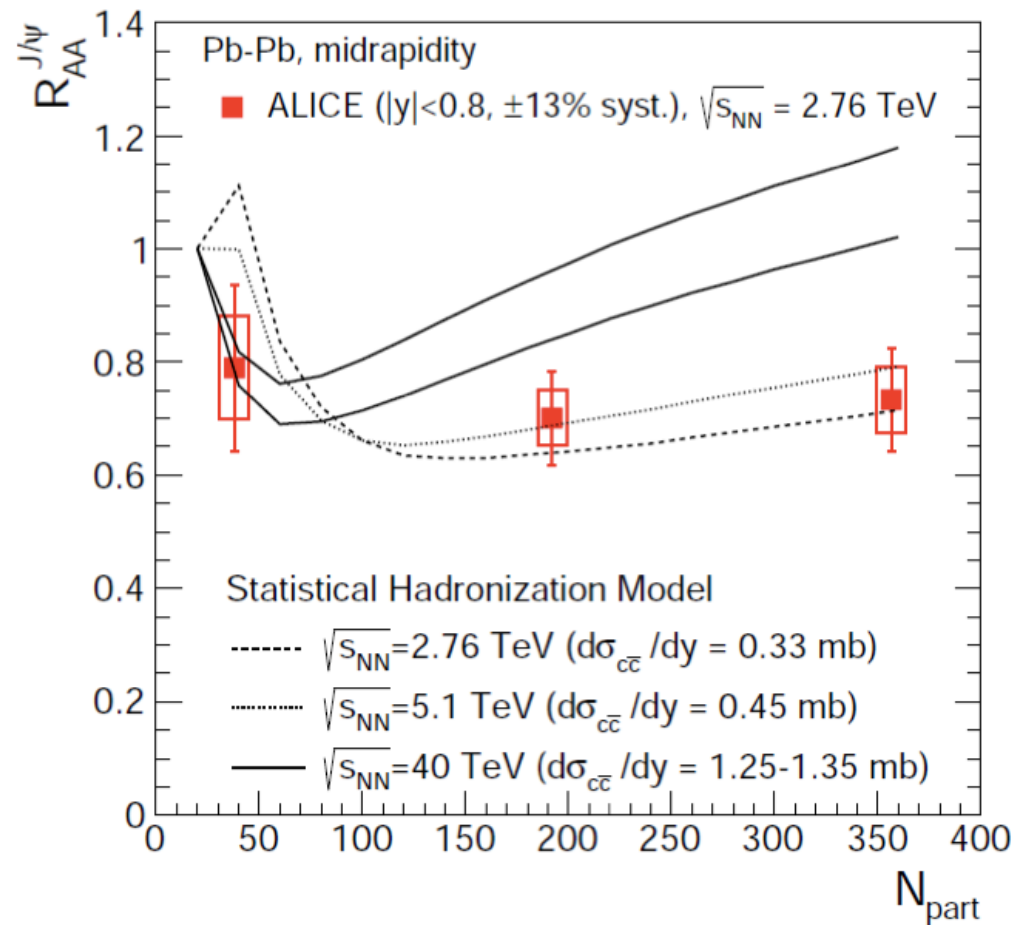 R_AA^J/ψ
1.4
1.2
1
0.8
0.6
0.4
0.2
0
Pb-Pb, midrapidity
ALICE (|y|<0.8, ±13% syst.), √s_NN = 2.76 TeV
Statistical Hadronization Model
√s_NN=2.76 TeV (dσ_cc̅ /dy = 0.33 mb)
√s_NN=5.1 TeV (dσ_cc̅ /dy = 0.45 mb)
√s_NN=40 TeV (dσ_cc̅ /dy = 1.25-1.35 mb)
0 50 100 150 200 250 300 350 400
N_part